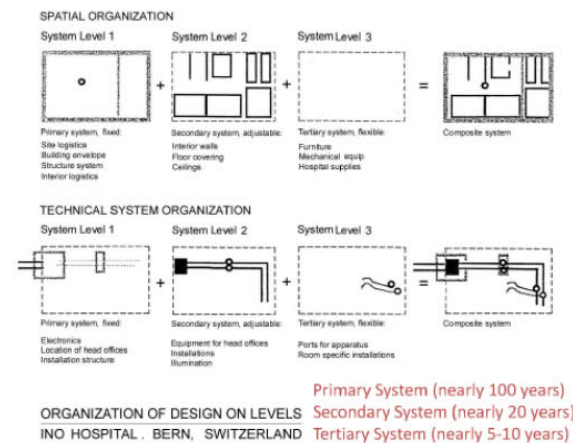 SPATIAL ORGANIZATION
System Level 1
System Level 2
System Level 3
Primary system, fixed:
Site logistics
Building envelope
Structure system
Interior logistics
Secondary system, adjustable:
Interior walls
Floor covering
Ceilings
Tertiary system, flexible:
Furniture
Mechanical equip
Hospital supplies
Composite system
TECHNICAL SYSTEM ORGANIZATION
System Level 1
System Level 2
System Level 3
Primary system, fixed:
Electronics
Location of head offices
Installation structure
Secondary system, adjustable:
Equipment for head offices
Installations
Illumination
Tertiary system, flexible:
Ports for apparatus
Room specific installations
Composite system
ORGANIZATION OF DESIGN ON LEVELS
INO HOSPITAL . BERN, SWITZERLAND
Primary System (nearly 100 years)
Secondary System (nearly 20 years)
Tertiary System (nearly 5-10 years)